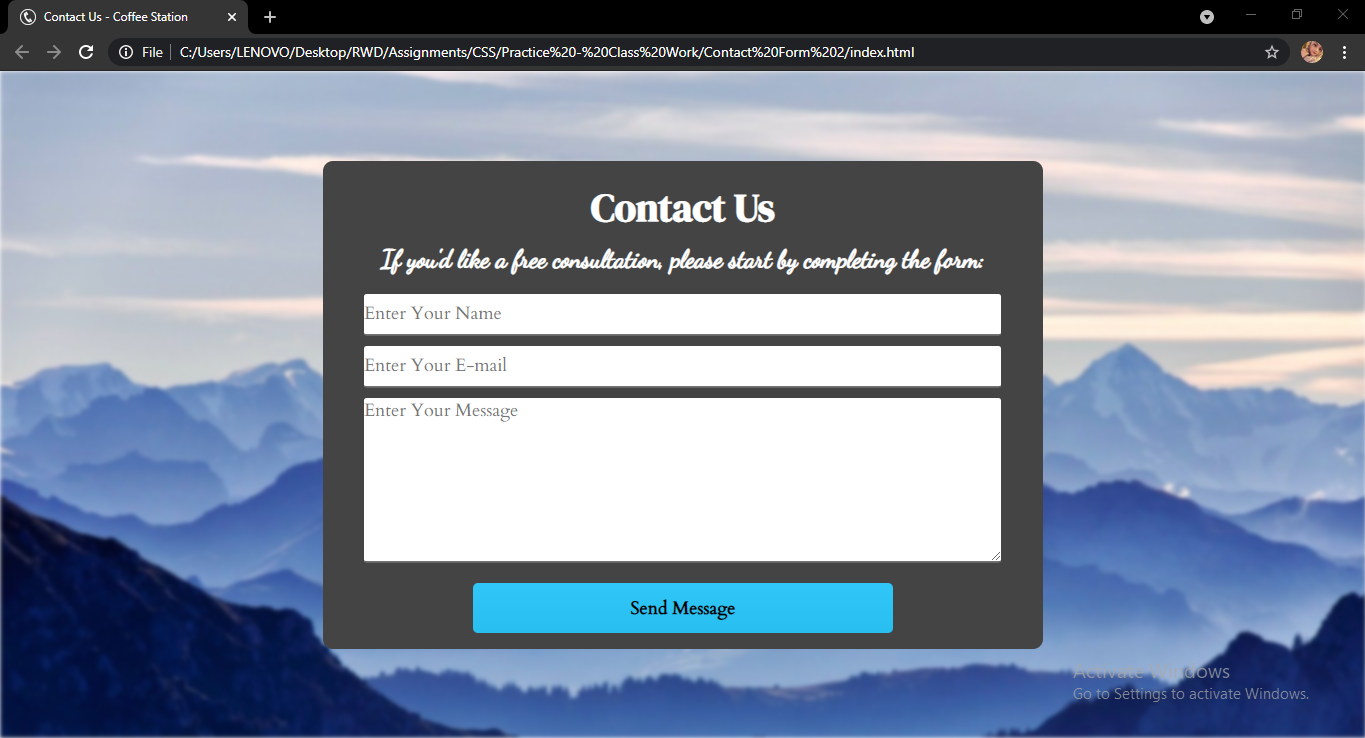 Contact Us - Coffee Station
File C:/Users/LENOVO/Desktop/RWD/Assignments/CSS/Practice%20-%20Class%20Work/Contact%20Form%202/index.html
Contact Us
If you'd like a free consultation, please start by completing the form:
Enter Your Name
Enter Your E-mail
Enter Your Message
Send Message
Activate Windows
Go to Settings to activate Windows.